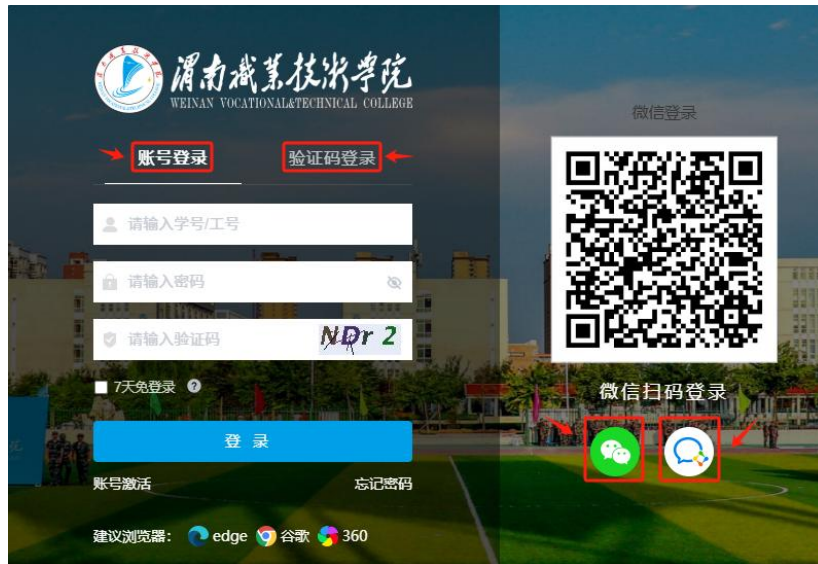 渭南职业技术学院
WEINAN VOCATIONAL&TECHNICAL COLLEGE
账号登录 验证码登录
请输入学号/工号
请输入密码
请输入验证码 NDr 2
7天免登录 ?
登 录
账号激活 忘记密码
建议浏览器: edge 谷歌 360
微信登录
微信扫码登录